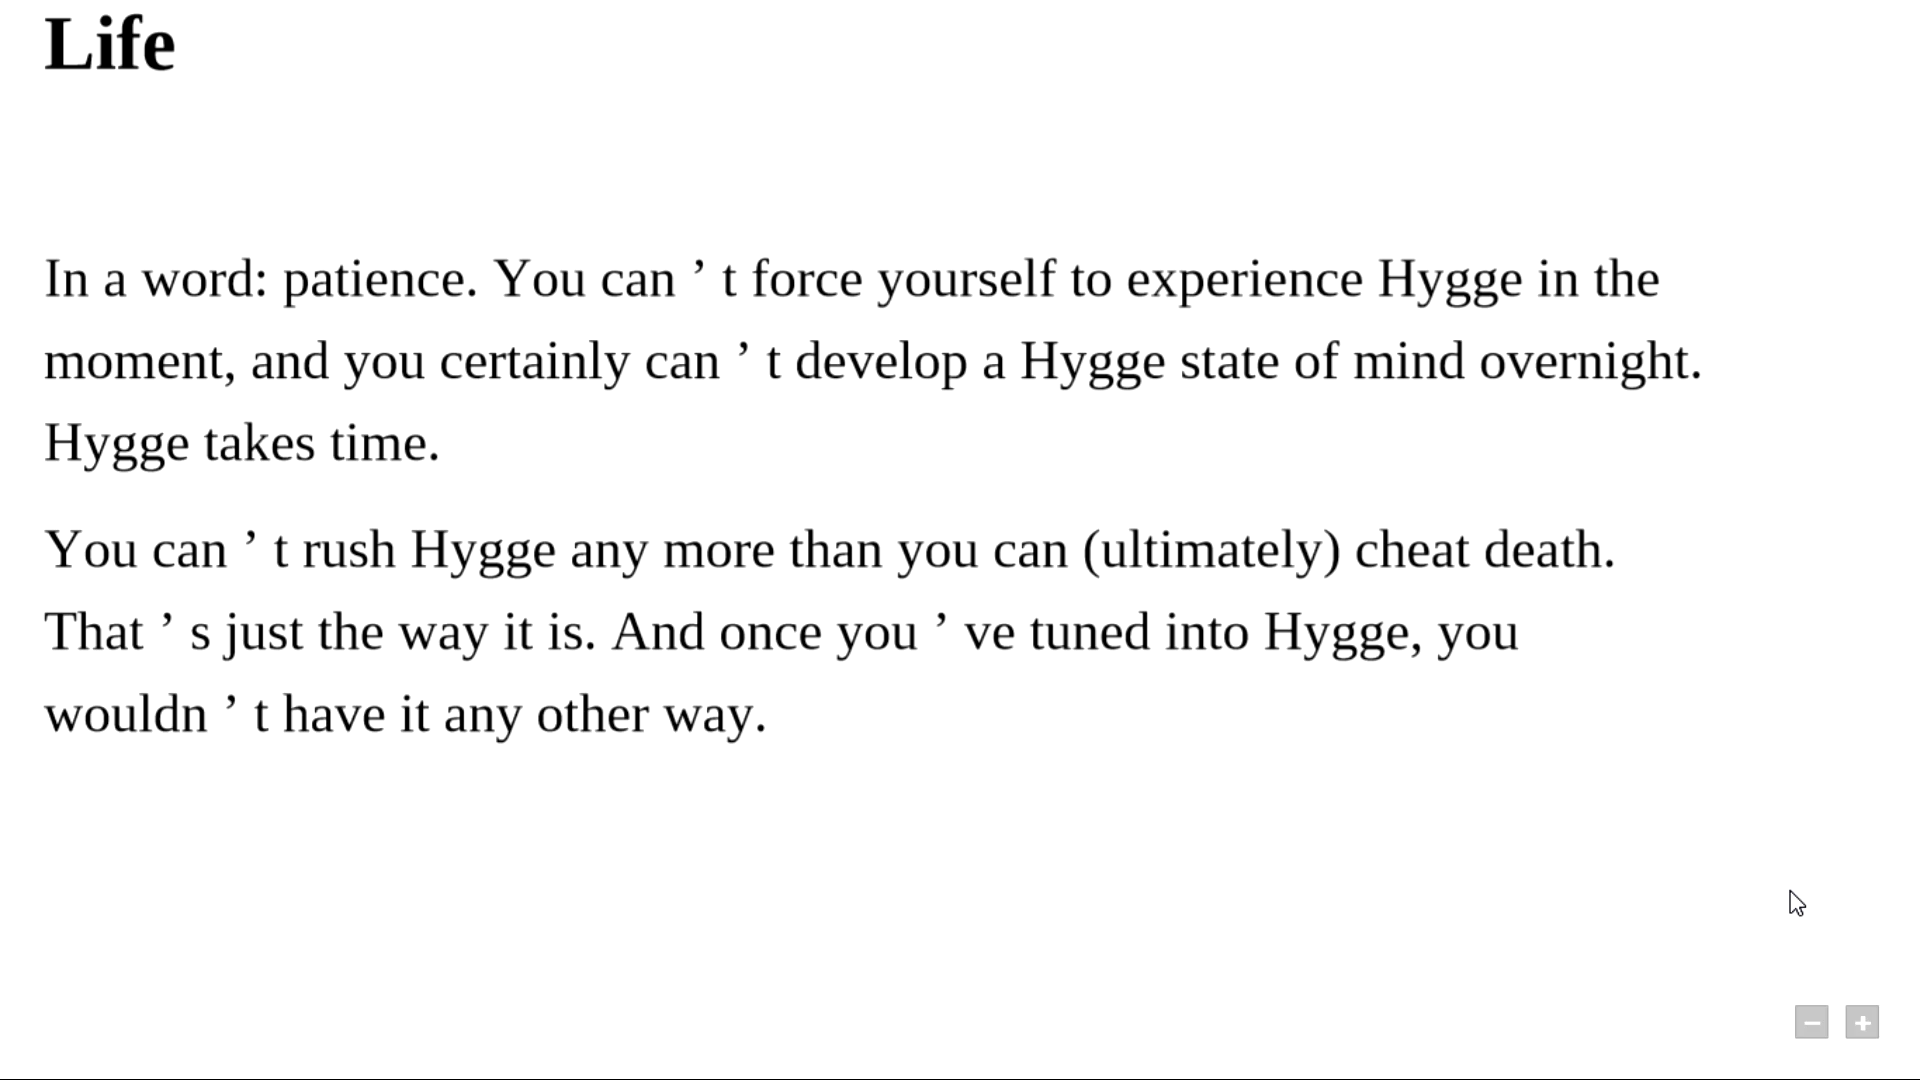 Life
In a word: patience. You can ’ t force yourself to experience Hygge in the
moment, and you certainly can ’ t develop a Hygge state of mind overnight.
Hygge takes time.
You can ’ t rush Hygge any more than you can (ultimately) cheat death.
That ’ s just the way it is. And once you ’ ve tuned into Hygge, you
wouldn ’ t have it any other way.